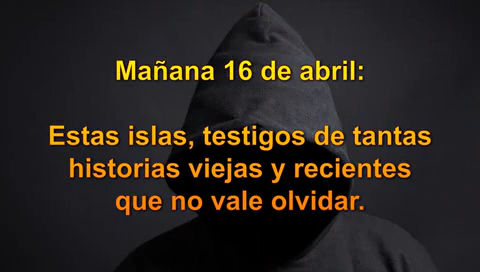 Mañana 16 de abril:
Estas islas, testigos de tantas
historias viejas y recientes
que no vale olvidar.